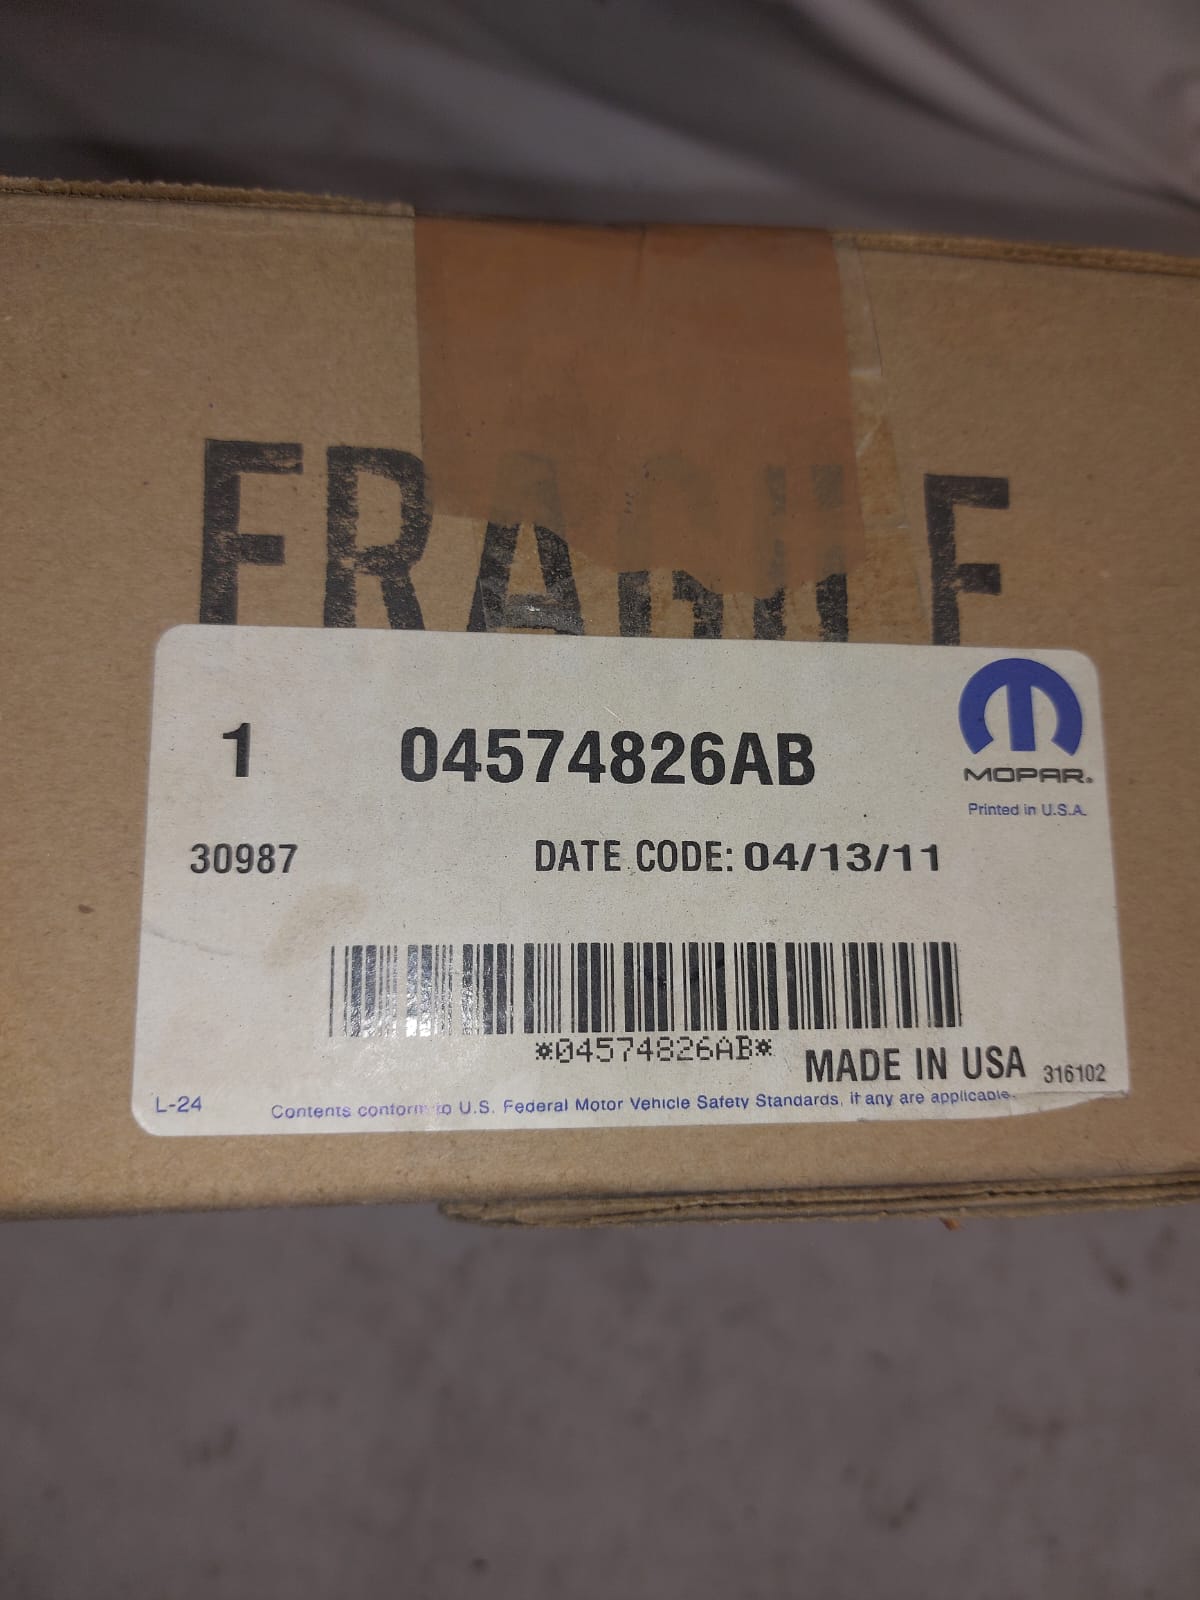 FRAGILE
1 04574826AB
MOPAR®
Printed in U.S.A.
30987 DATE CODE: 04/13/11
*04574826AB*
MADE IN USA 316102
L-24 Contents conform to U.S. Federal Motor Vehicle Safety Standards, if any are applicable.